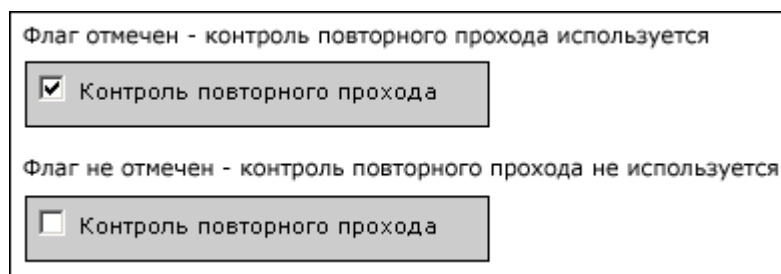 Флаг отмечен - контроль повторного прохода используется
Контроль повторного прохода
Флаг не отмечен - контроль повторного прохода не используется
Контроль повторного прохода